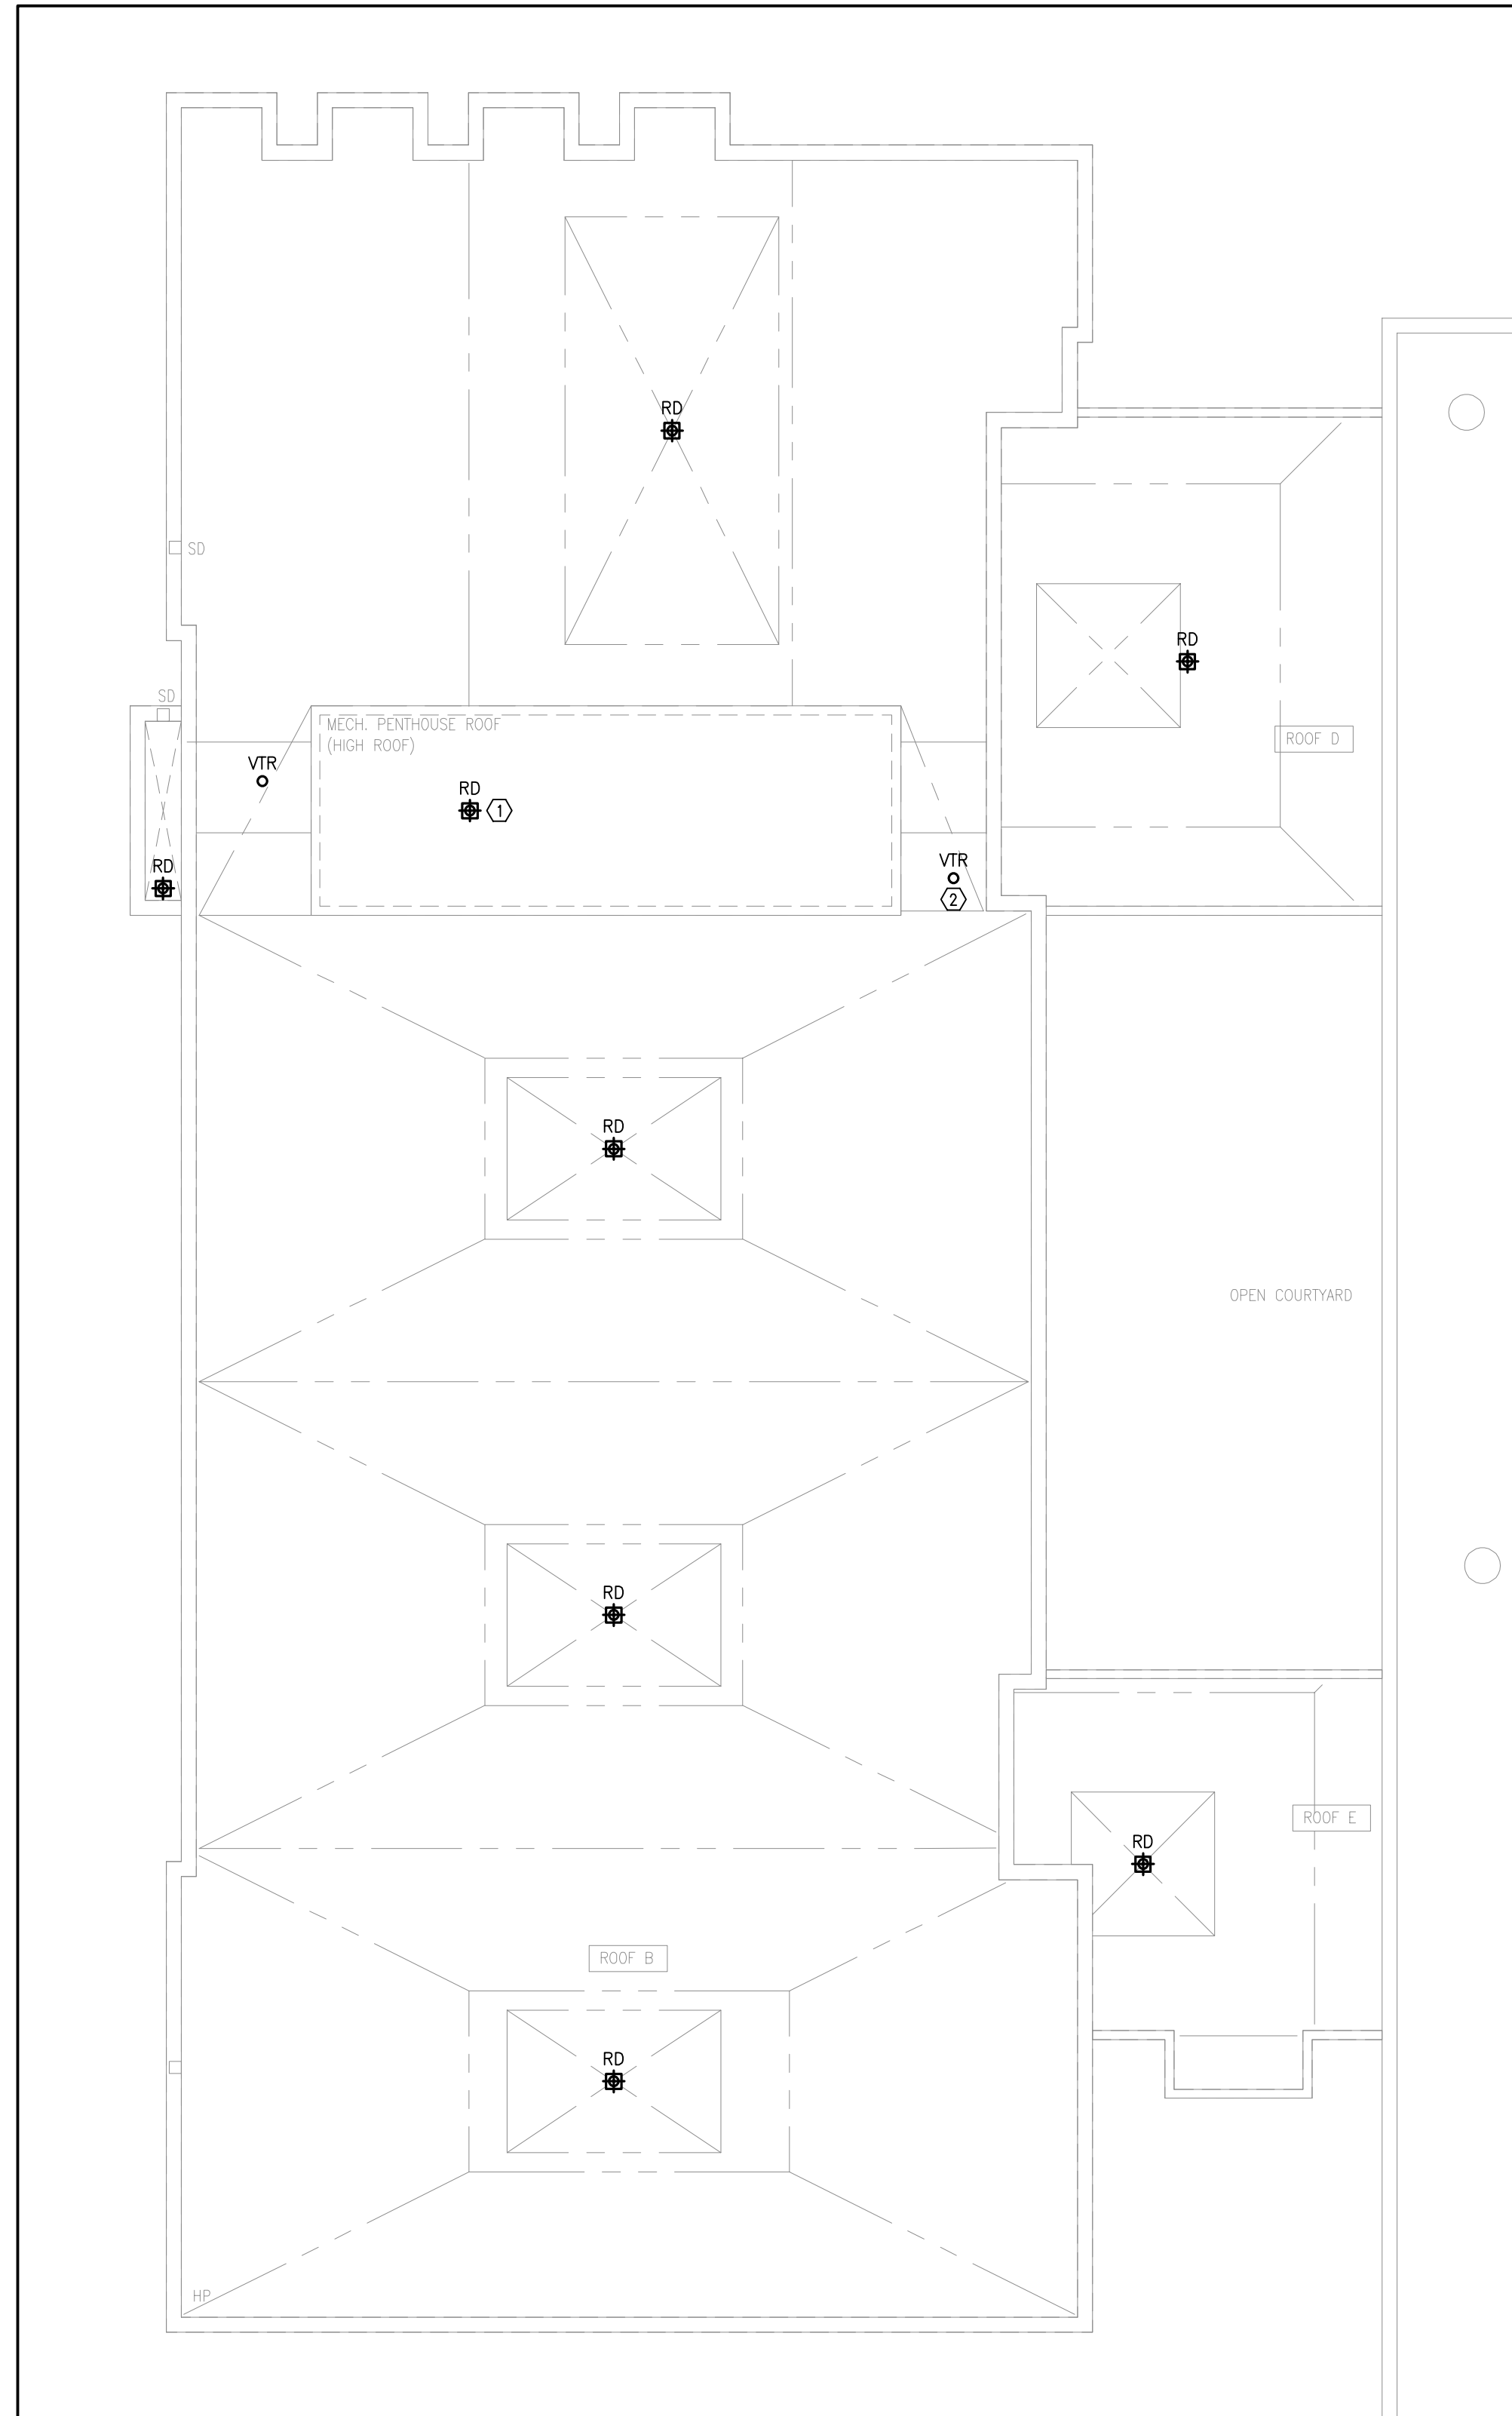 RD
SD
RD
SD
MECH. PENTHOUSE ROOF
(HIGH ROOF)
ROOF D
VTR
RD
1
VTR
RD
2
RD
OPEN COURTYARD
RD
ROOF E
RD
ROOF B
RD
HP